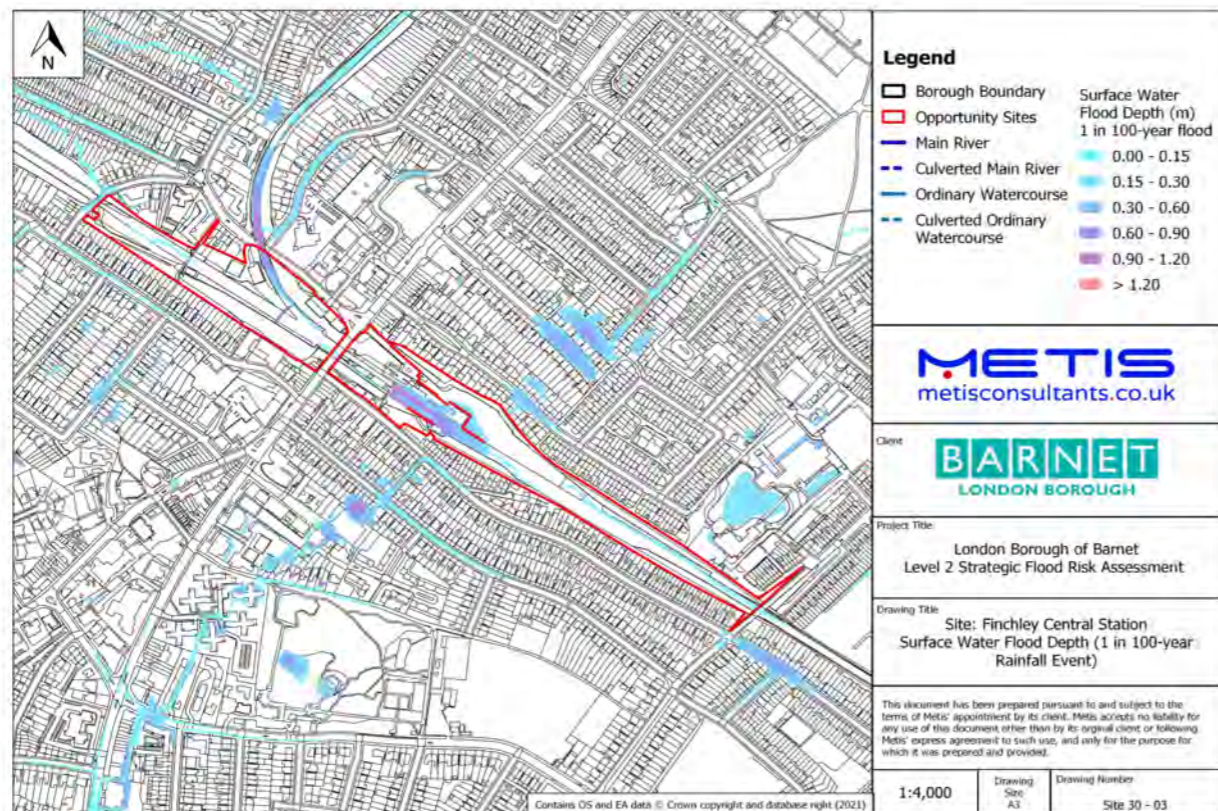 N
Legend
Borough Boundary
Opportunity Sites
Main River
Culverted Main River
Ordinary Watercourse
Culverted Ordinary
Watercourse
Surface Water
Flood Depth (m)
1 in 100-year flood
0.00 - 0.15
0.15 - 0.30
0.30 - 0.60
0.60 - 0.90
0.90 - 1.20
> 1.20
METIS
metisconsultants.co.uk
Client
BARNET
LONDON BOROUGH
Project Title
London Borough of Barnet
Level 2 Strategic Flood Risk Assessment
Drawing Title
Site: Finchley Central Station
Surface Water Flood Depth (1 in 100-year
Rainfall Event)
This document has been prepared pursuant to and subject to the
terms of Metis' appointment by its client. Metis accepts no liability for
any use of this document other than by its original client or following
Metis' express agreement to such use, and only for the purpose for
which it was prepared and provided.
1:4,000
Drawing
Size
A3
Drawing Number
Site 30 - 03
Contains OS and EA data © Crown copyright and database right (2021)